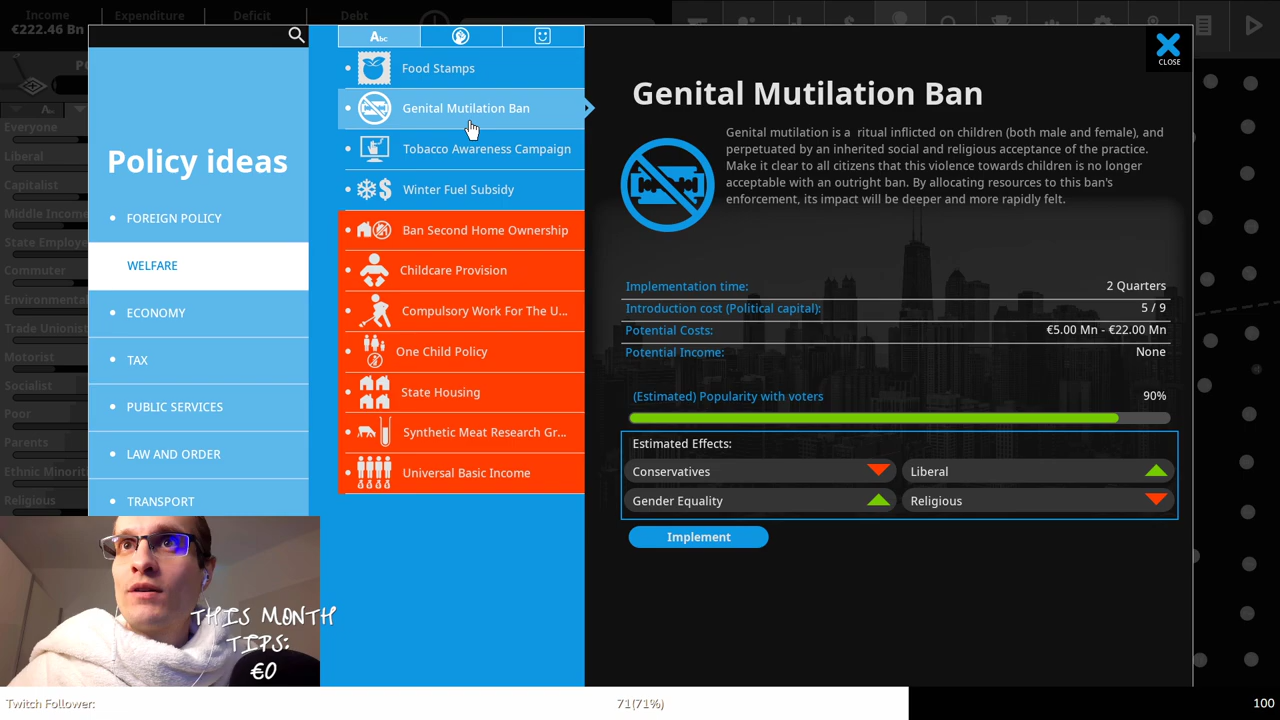 Income
Expenditure
Deficit
Debt
€222.46 Bn
CLOSE
Abc
Food Stamps
Genital Mutilation Ban
Tobacco Awareness Campaign
Winter Fuel Subsidy
Ban Second Home Ownership
Childcare Provision
Compulsory Work For The U...
One Child Policy
State Housing
Synthetic Meat Research Gr...
Universal Basic Income
Policy ideas
FOREIGN POLICY
WELFARE
ECONOMY
TAX
PUBLIC SERVICES
LAW AND ORDER
TRANSPORT
Everyone
Liberal
Capitalist
Middle Incom
State Employe
Commuter
Environmenta
Trade Unionist
Motorist
Socialist
Poor
Parents
Ethnic Minorit
Religious
Genital Mutilation Ban
Genital mutilation is a ritual inflicted on children (both male and female), and
perpetuated by an inherited social and religious acceptance of the practice.
Make it clear to all citizens that this violence towards children is no longer
acceptable with an outright ban. By allocating resources to this ban's
enforcement, its impact will be deeper and more rapidly felt.
Implementation time: 2 Quarters
Introduction cost (Political capital): 5 / 9
Potential Costs: €5.00 Mn - €22.00 Mn
Potential Income: None
(Estimated) Popularity with voters 90%
Estimated Effects:
Conservatives
Liberal
Gender Equality
Religious
Implement
THIS MONTH
TIPS:
€0
Twitch Follower: 71(71%) 100